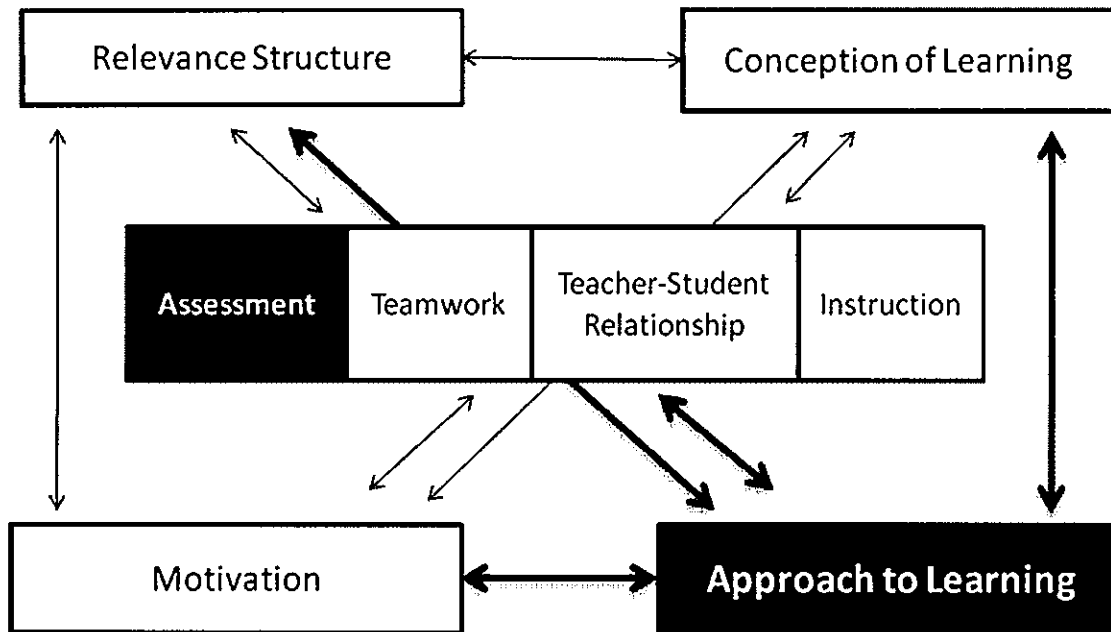 Relevance Structure
Conception of Learning
Assessment
Teamwork
Teacher-Student
Relationship
Instruction
Motivation
Approach to Learning